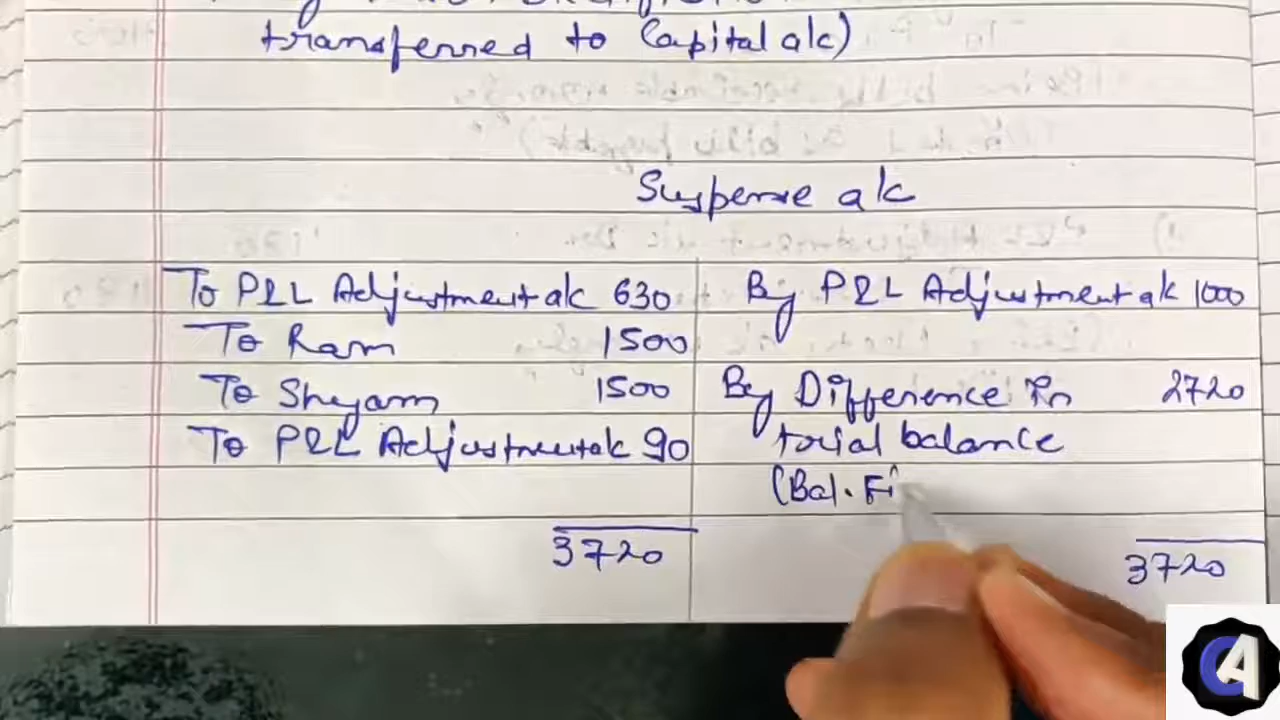 transferred to Capital a/c)
Suspense a/c
To P&L Adjustment a/c 630
By P&L Adjustment a/c 1000
To Ram 1500
To Shyam 1500
By Difference in 2720
To P&L Adjustment a/c 90
trial balance
(Bal. Fi
3720
3720
CA